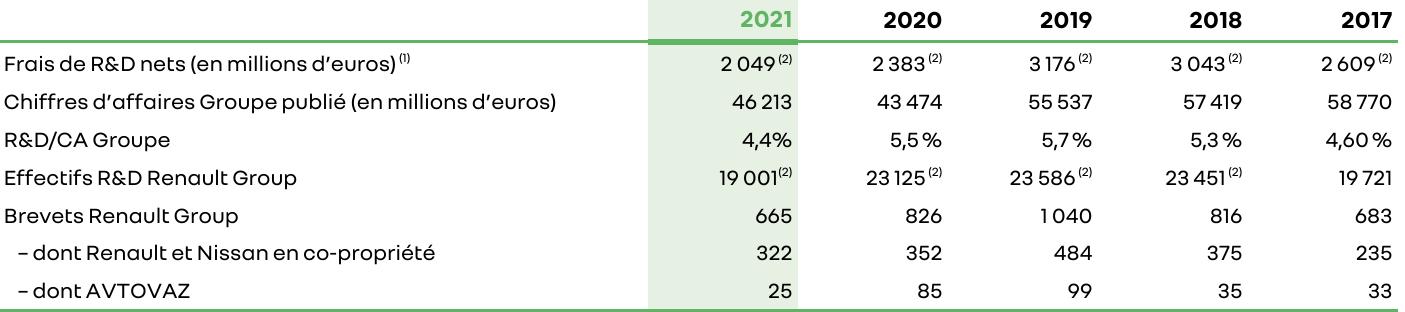 2021 2020 2019 2018 2017
Frais de R&D nets (en millions d’euros) (1) 2 049 (2) 2 383 (2) 3 176 (2) 3 043 (2) 2 609 (2)
Chiffres d’affaires Groupe publié (en millions d’euros) 46 213 43 474 55 537 57 419 58 770
R&D/CA Groupe 4,4% 5,5 % 5,7 % 5,3 % 4,60 %
Effectifs R&D Renault Group 19 001(2) 23 125 (2) 23 586 (2) 23 451 (2) 19 721
Brevets Renault Group 665 826 1 040 816 683
– dont Renault et Nissan en co-propriété 322 352 484 375 235
– dont AVTOVAZ 25 85 99 35 33